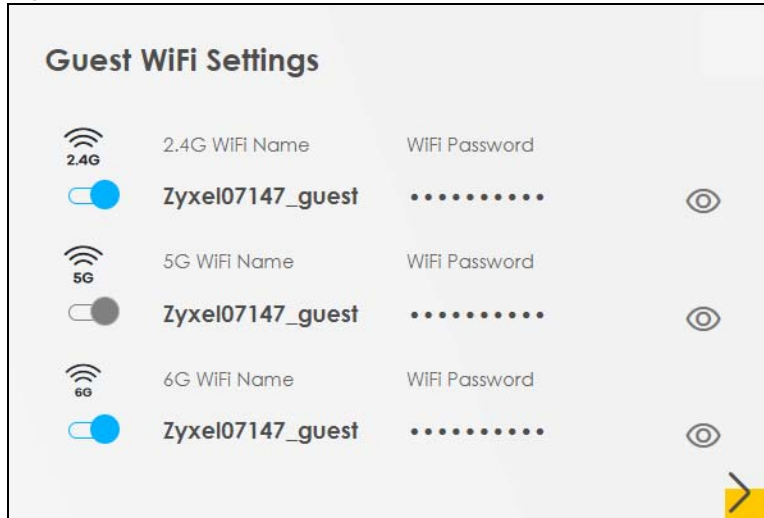 Guest WiFi Settings
2.4G
2.4G WiFi Name WiFi Password
Zyxel07147_guest ••••••••••
5G
5G WiFi Name WiFi Password
Zyxel07147_guest ••••••••••
6G
6G WiFi Name WiFi Password
Zyxel07147_guest ••••••••••